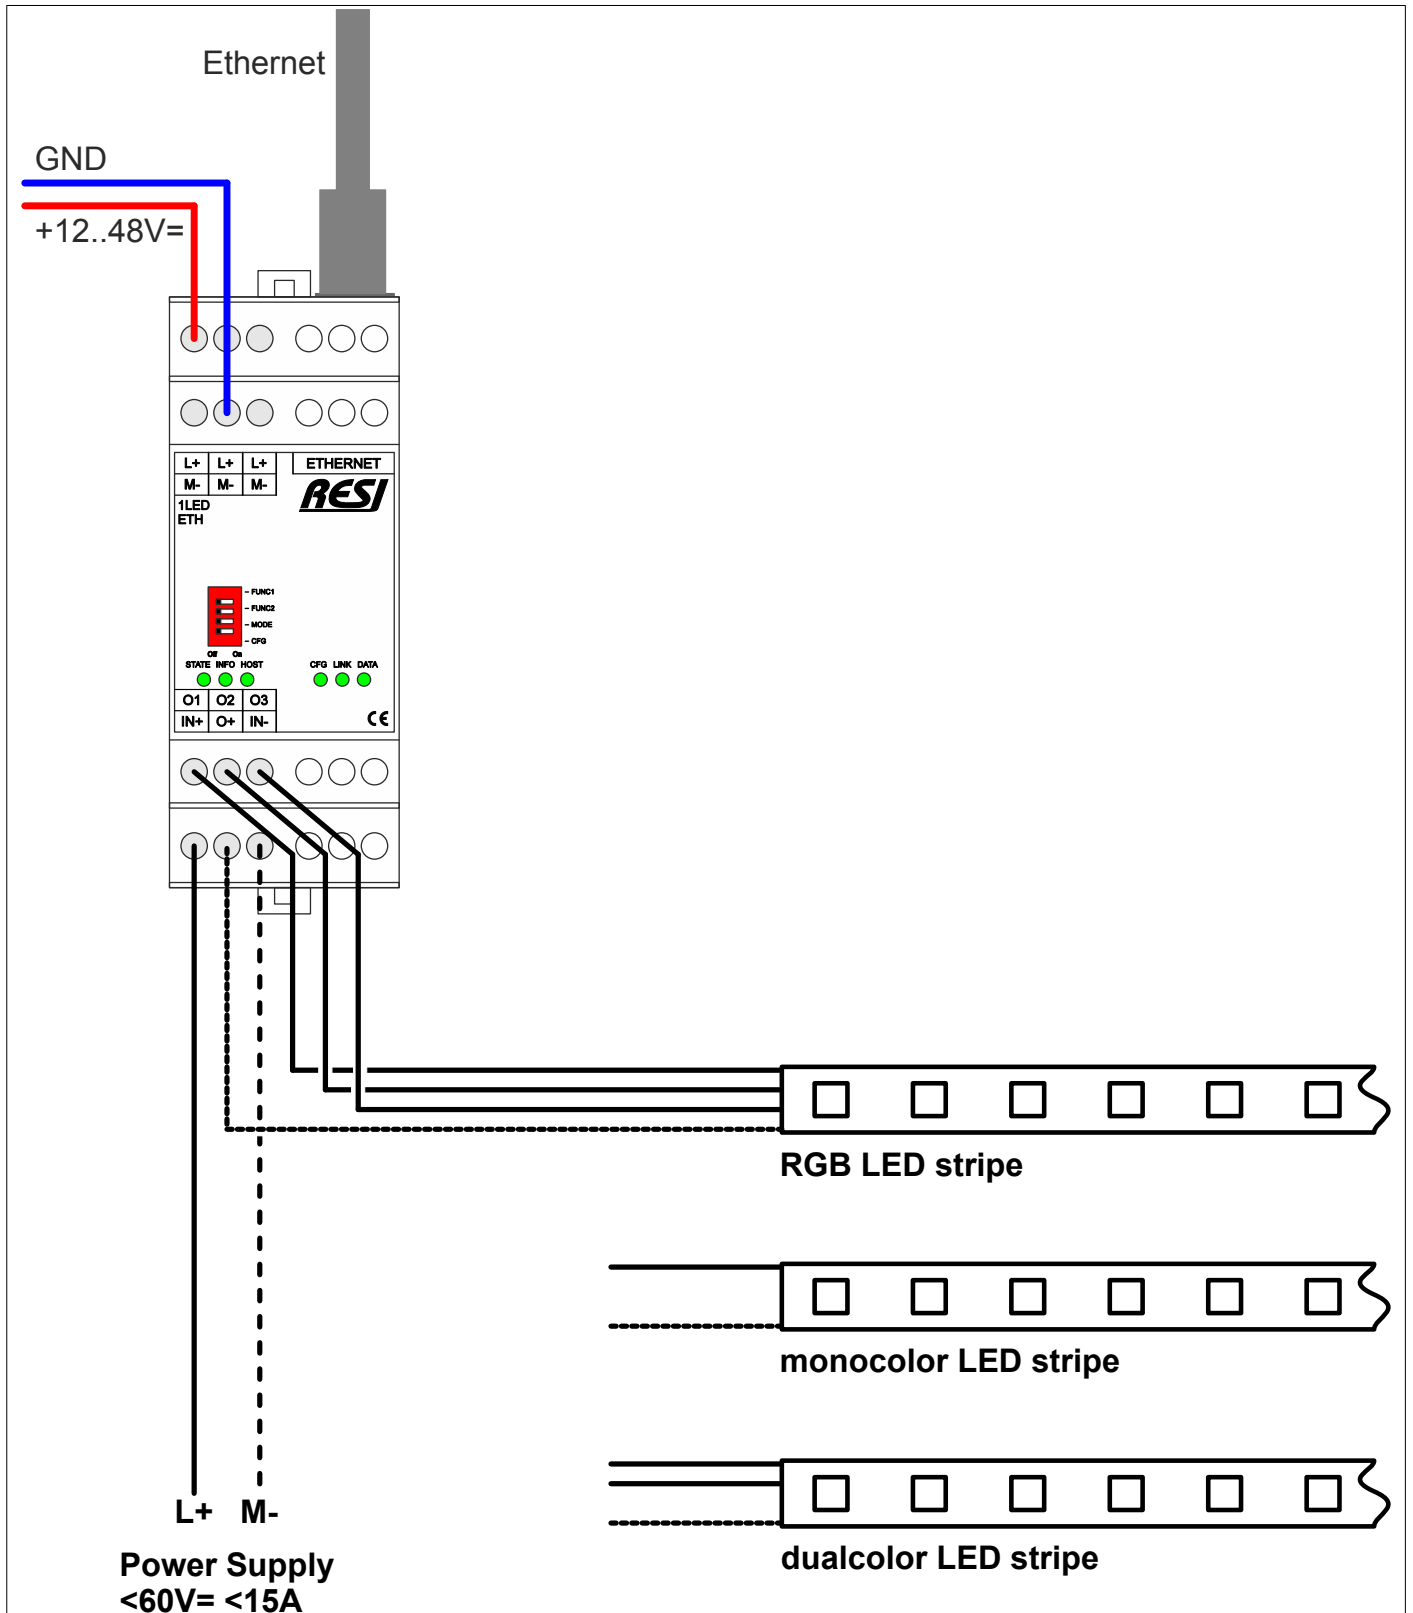 Ethernet
GND
+12..48V=
L+ L+ L+ ETHERNET
M- M- M- RESI
1LED
ETH
– FUNC1
– FUNC2
– MODE
– CFG
Off On
STATE INFO HOST CFG LINK DATA
O1 O2 O3
IN+ O+ IN- CE
RGB LED stripe
monocolor LED stripe
dualcolor LED stripe
L+ M-
Power Supply
<60V= <15A